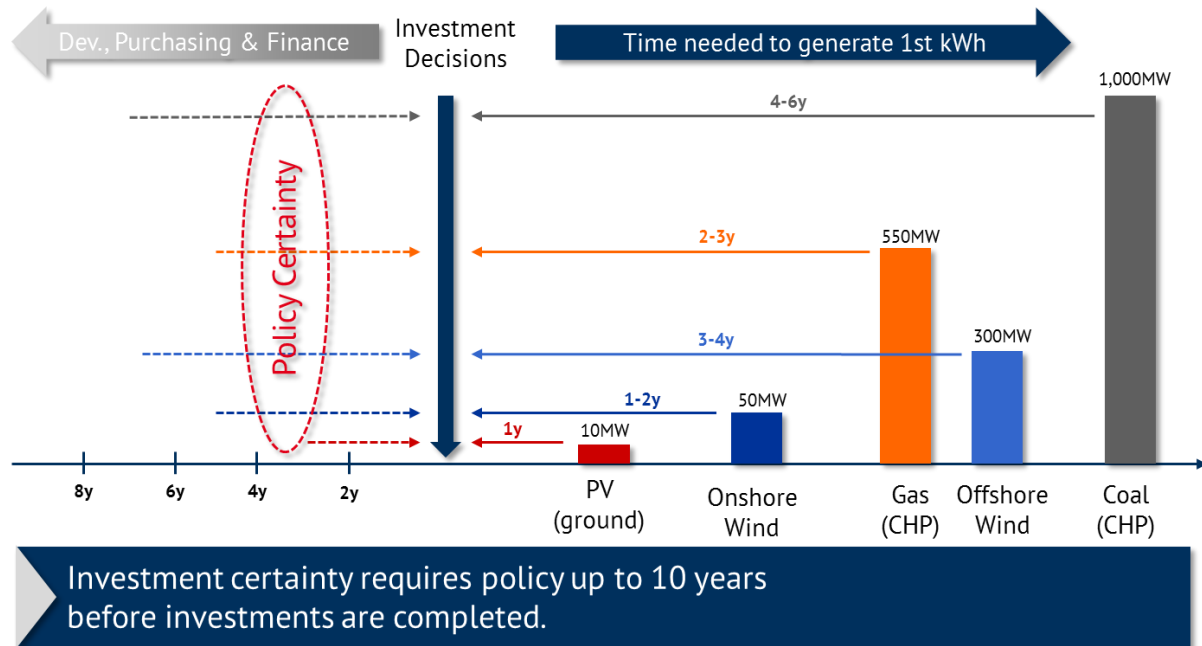 Dev., Purchasing & Finance
Investment
Decisions
Time needed to generate 1st kWh
1,000MW
4-6y
Policy Certainty
2-3y
550MW
3-4y
300MW
1-2y
50MW
1y
10MW
8y
6y
4y
2y
PV
(ground)
Onshore
Wind
Gas
(CHP)
Offshore
Wind
Coal
(CHP)
Investment certainty requires policy up to 10 years
before investments are completed.